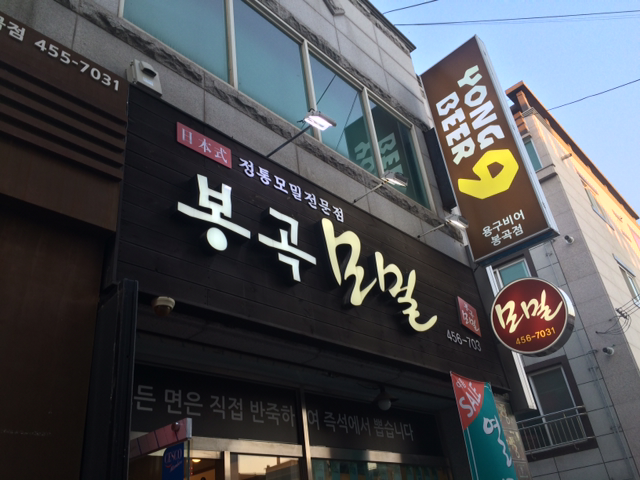 455-7031
日本式
정통모밀전문점
봉곡 모밀
456-703
YONG
BEER
9
용구비어
봉곡점
모밀
456-7031
든 면은 직접 반죽하여 즉석에서 뽑습니다
SALE